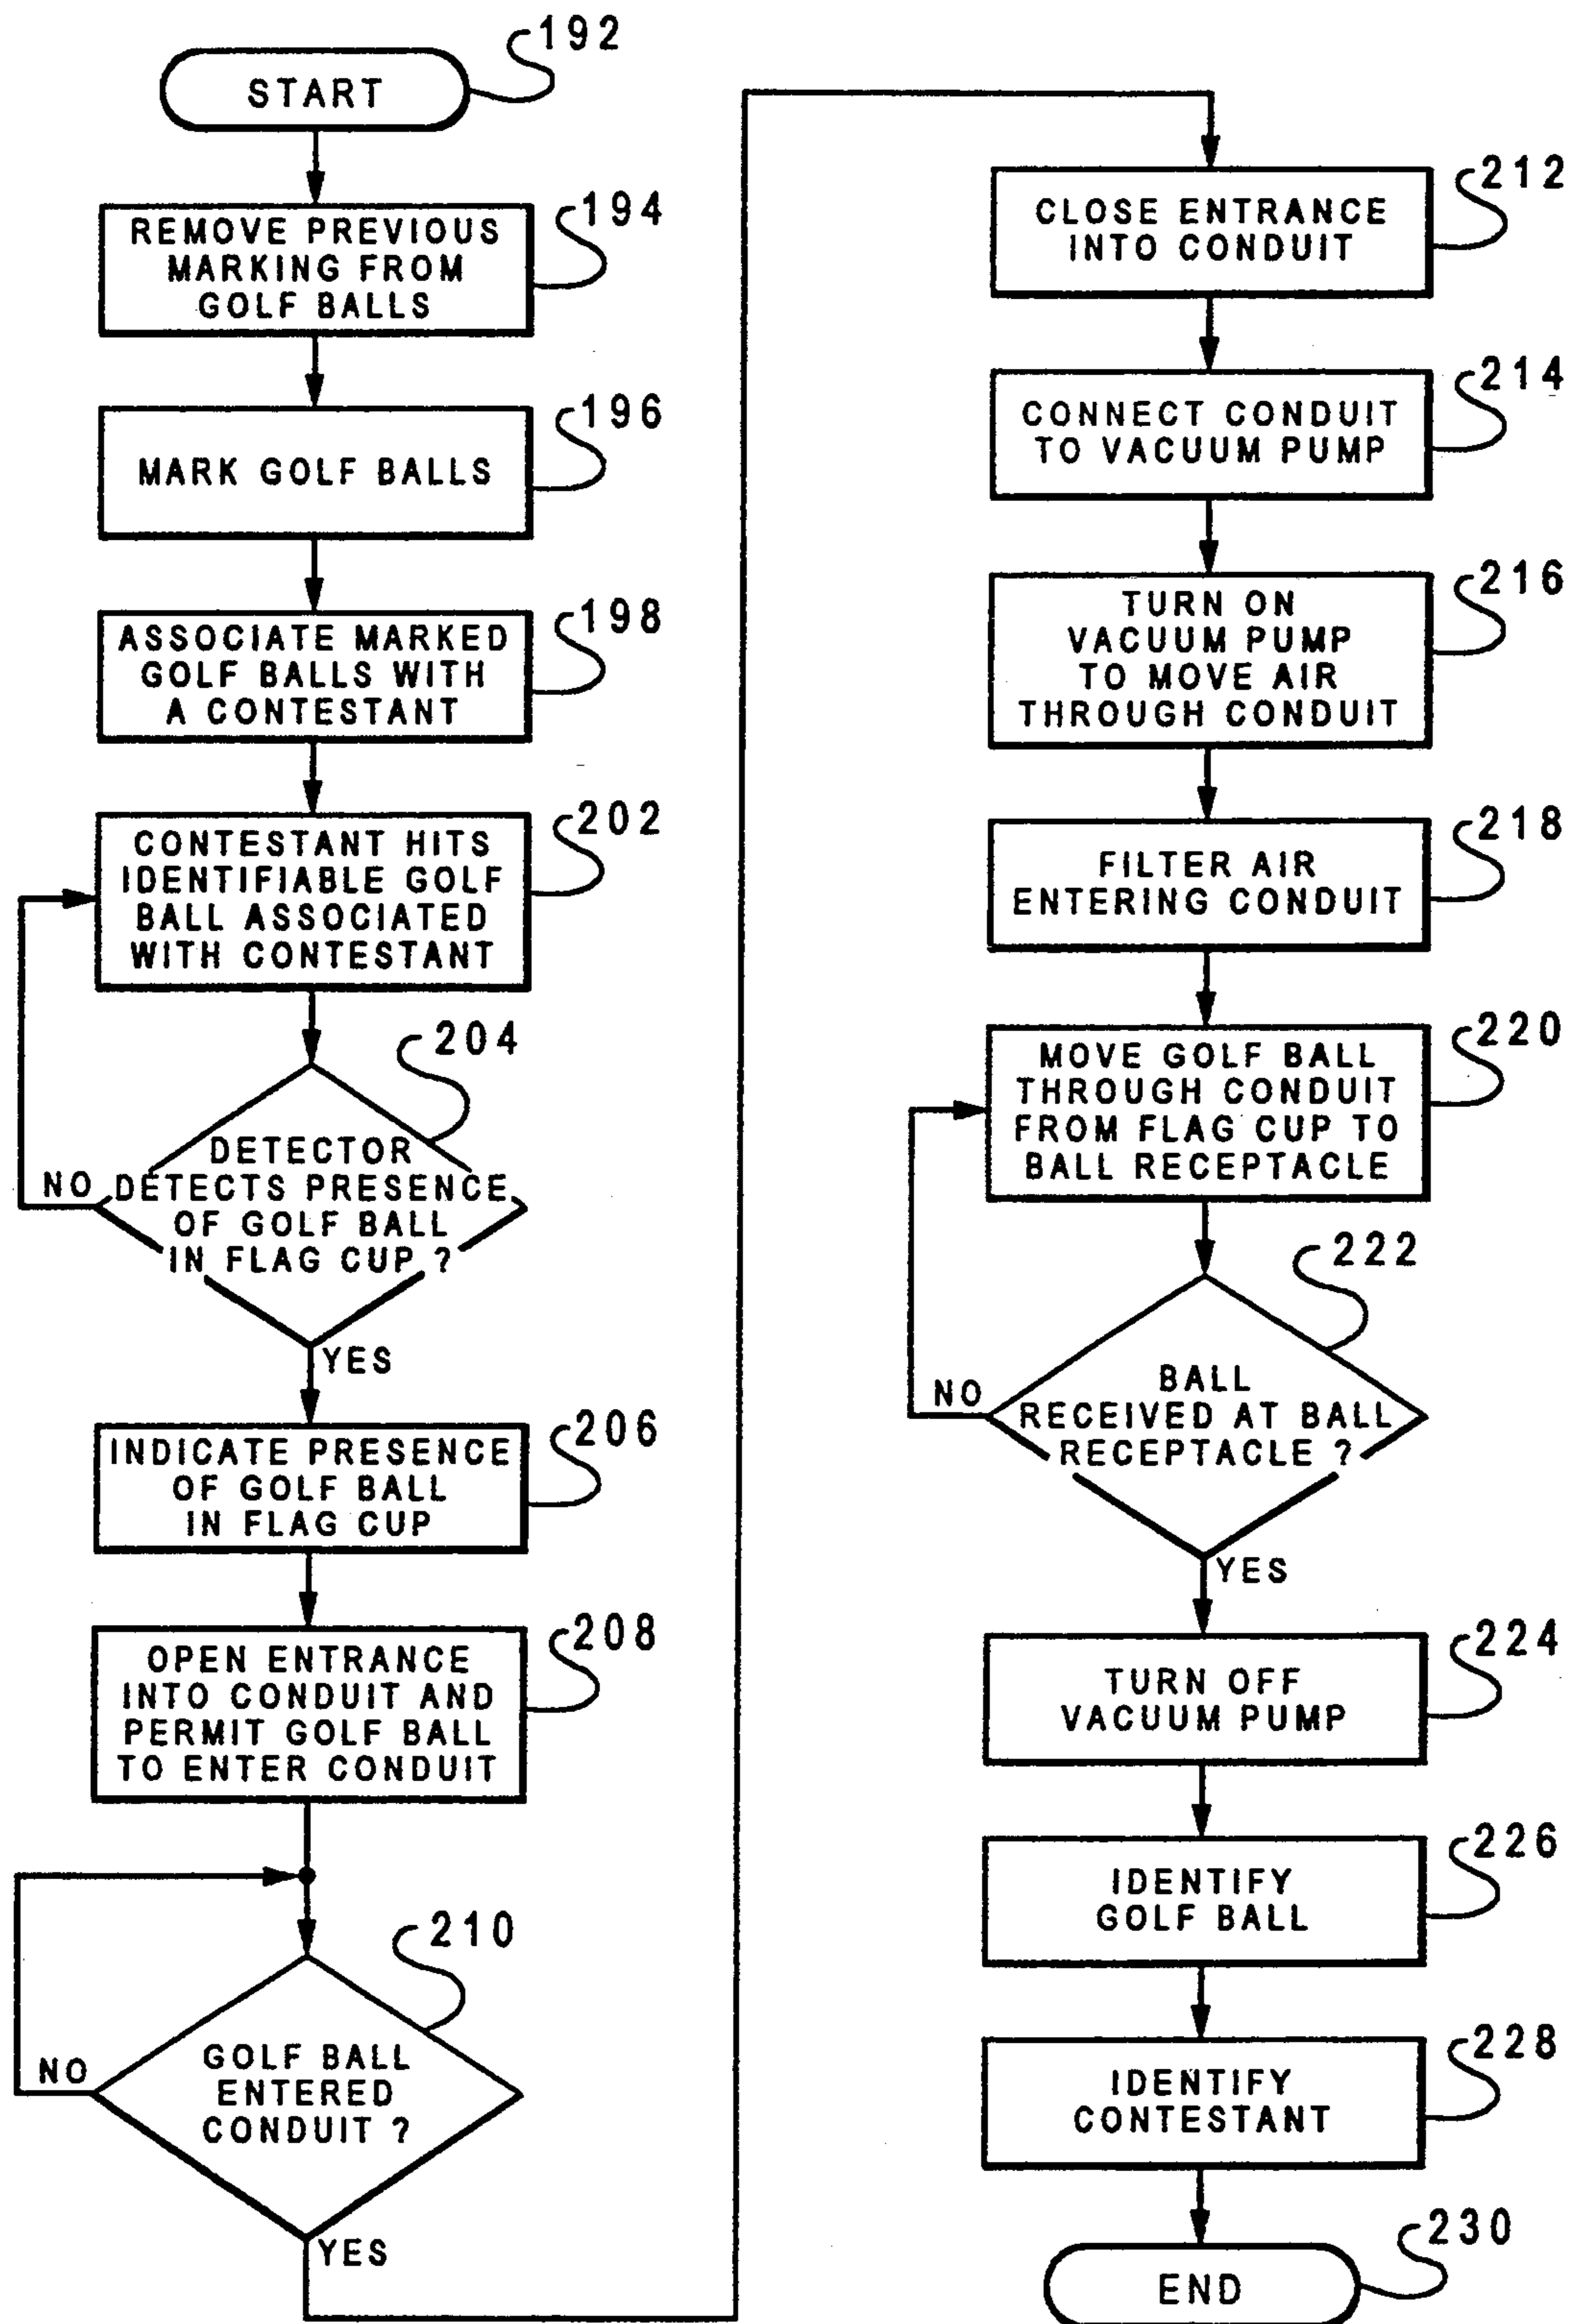 192
START
194
REMOVE PREVIOUS
MARKING FROM
GOLF BALLS
196
MARK GOLF BALLS
198
ASSOCIATE MARKED
GOLF BALLS WITH
A CONTESTANT
202
CONTESTANT HITS
IDENTIFIABLE GOLF
BALL ASSOCIATED
WITH CONTESTANT
204
DETECTOR
DETECTS PRESENCE
OF GOLF BALL
IN FLAG CUP ?
NO
YES
206
INDICATE PRESENCE
OF GOLF BALL
IN FLAG CUP
208
OPEN ENTRANCE
INTO CONDUIT AND
PERMIT GOLF BALL
TO ENTER CONDUIT
210
GOLF BALL
ENTERED
CONDUIT ?
NO
YES
212
CLOSE ENTRANCE
INTO CONDUIT
214
CONNECT CONDUIT
TO VACUUM PUMP
216
TURN ON
VACUUM PUMP
TO MOVE AIR
THROUGH CONDUIT
218
FILTER AIR
ENTERING CONDUIT
220
MOVE GOLF BALL
THROUGH CONDUIT
FROM FLAG CUP TO
BALL RECEPTACLE
222
BALL
RECEIVED AT BALL
RECEPTACLE ?
NO
YES
224
TURN OFF
VACUUM PUMP
226
IDENTIFY
GOLF BALL
228
IDENTIFY
CONTESTANT
230
END